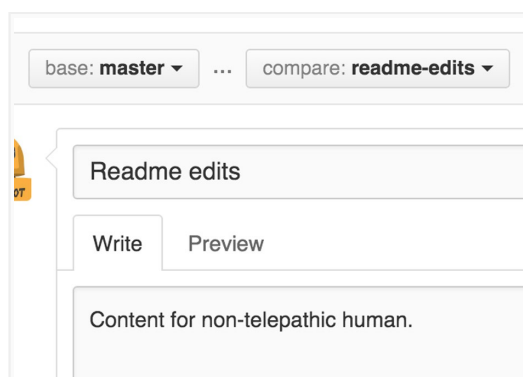 base: master ... compare: readme-edits
Readme edits
Write Preview
Content for non-telepathic human.